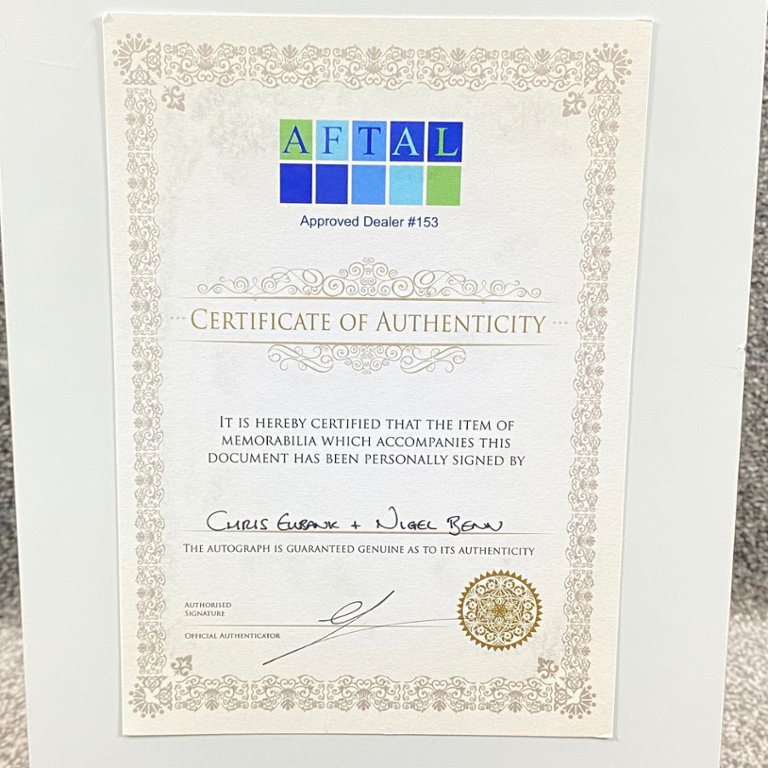 AFTAL
Approved Dealer #153
CERTIFICATE OF AUTHENTICITY
IT IS HEREBY CERTIFIED THAT THE ITEM OF
MEMORABILIA WHICH ACCOMPANIES THIS
DOCUMENT HAS BEEN PERSONALLY SIGNED BY
CHRIS EUBANK + NIGEL BENN
THE AUTOGRAPH IS GUARANTEED GENUINE AS TO ITS AUTHENTICITY
AUTHORISED
SIGNATURE
OFFICIAL AUTHENTICATOR